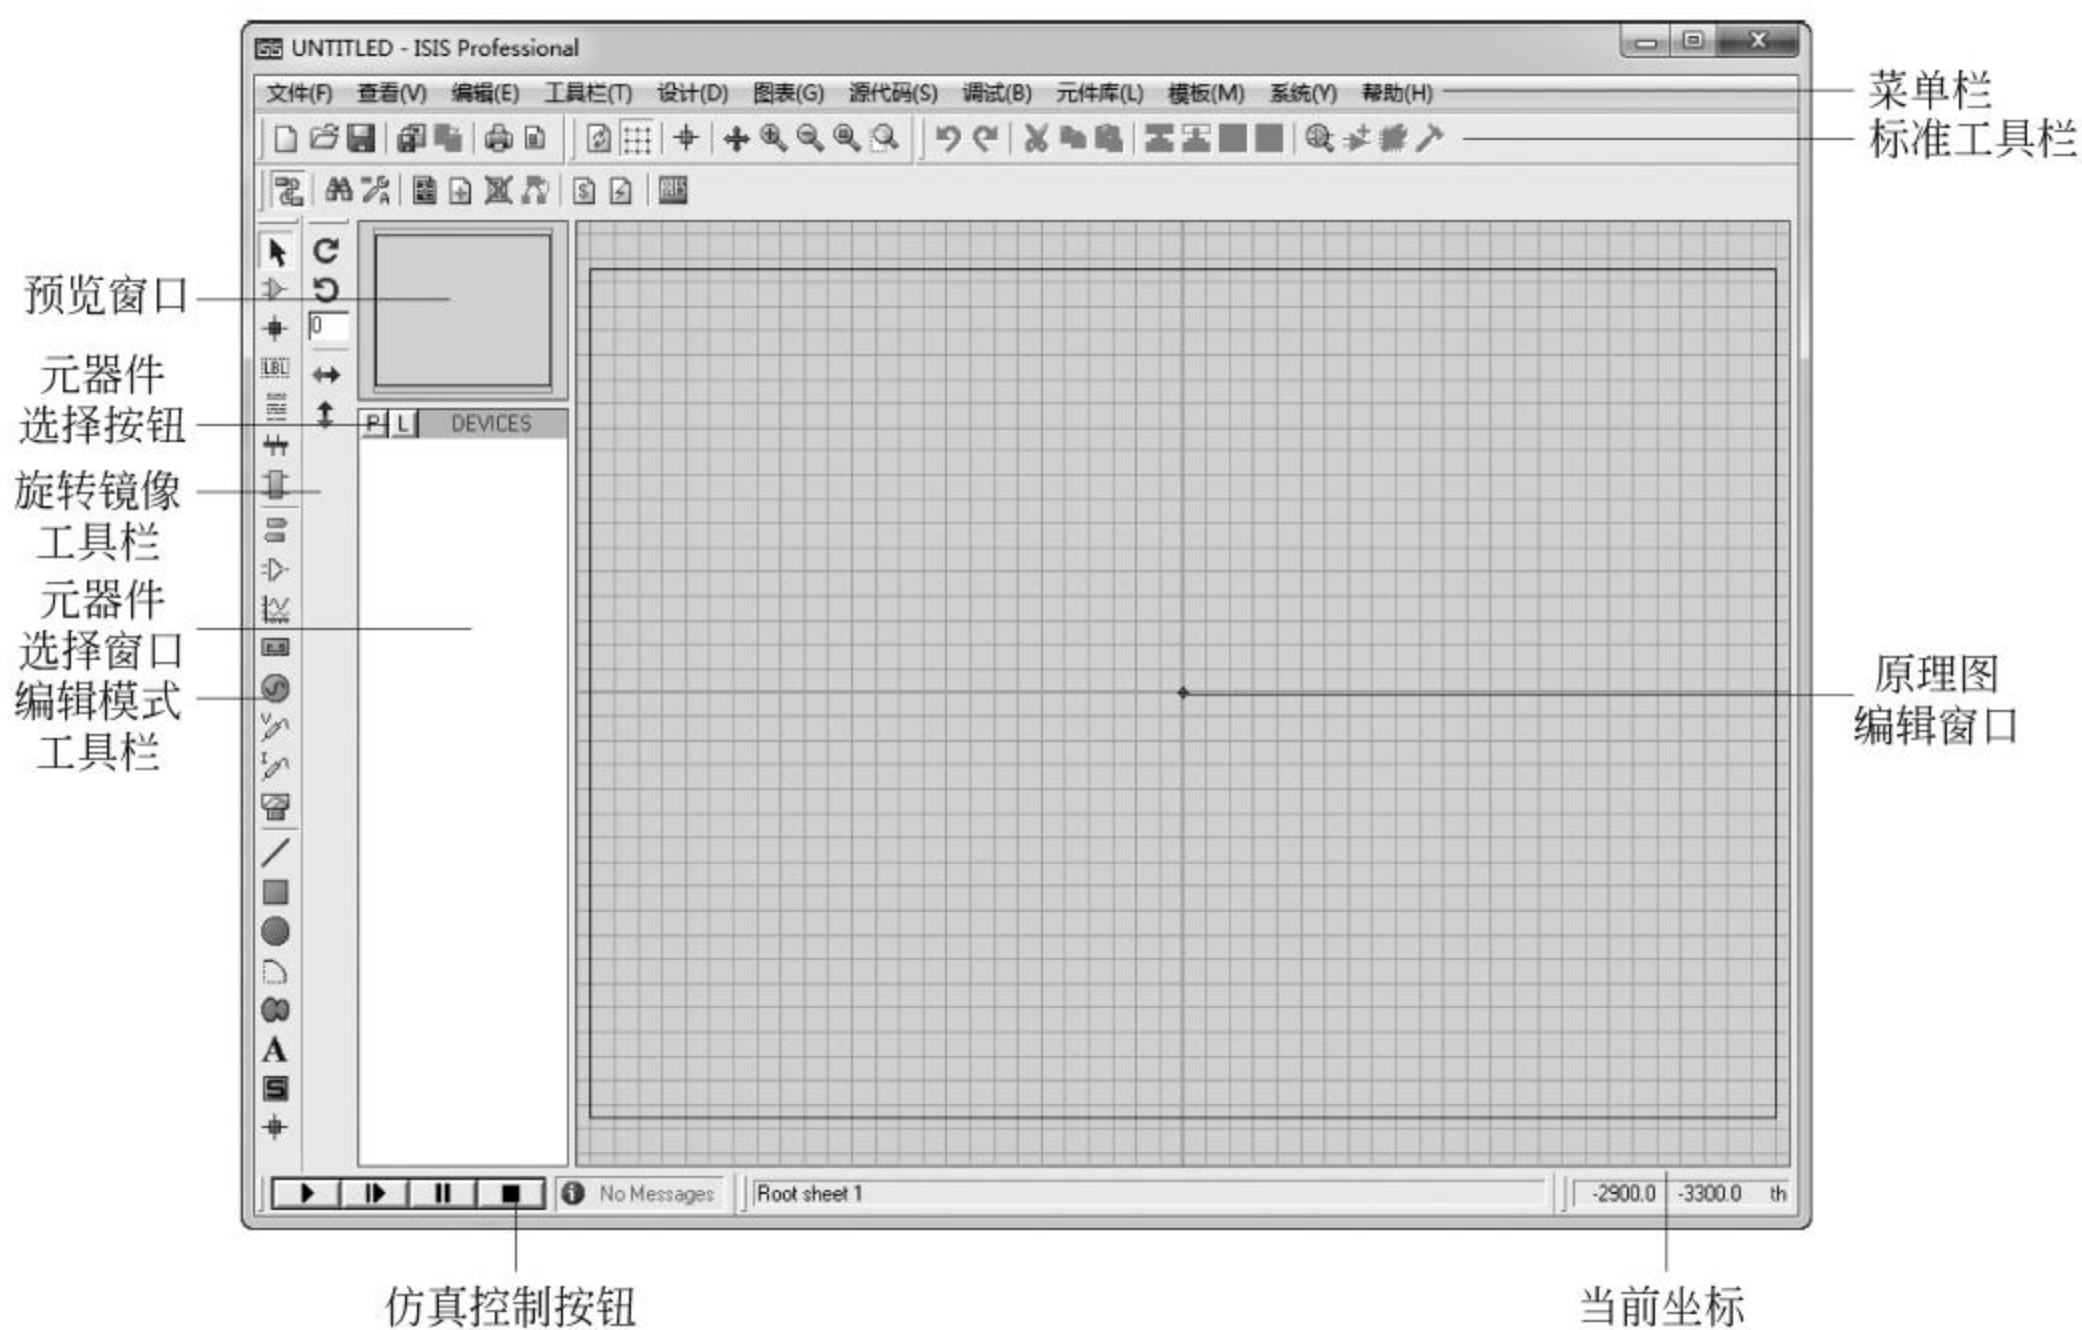 UNTITLED - ISIS Professional
文件(F) 查看(V) 编辑(E) 工具栏(T) 设计(D) 图表(G) 源代码(S) 调试(B) 元件库(L) 模板(M) 系统(Y) 帮助(H)
菜单栏
标准工具栏
预览窗口
0
LBL
元器件
选择按钮
P L DEVICES
旋转镜像
工具栏
元器件
选择窗口
编辑模式
工具栏
原理图
编辑窗口
V
I
A
S
No Messages
Root sheet 1
-2900.0 -3300.0 th
仿真控制按钮
当前坐标